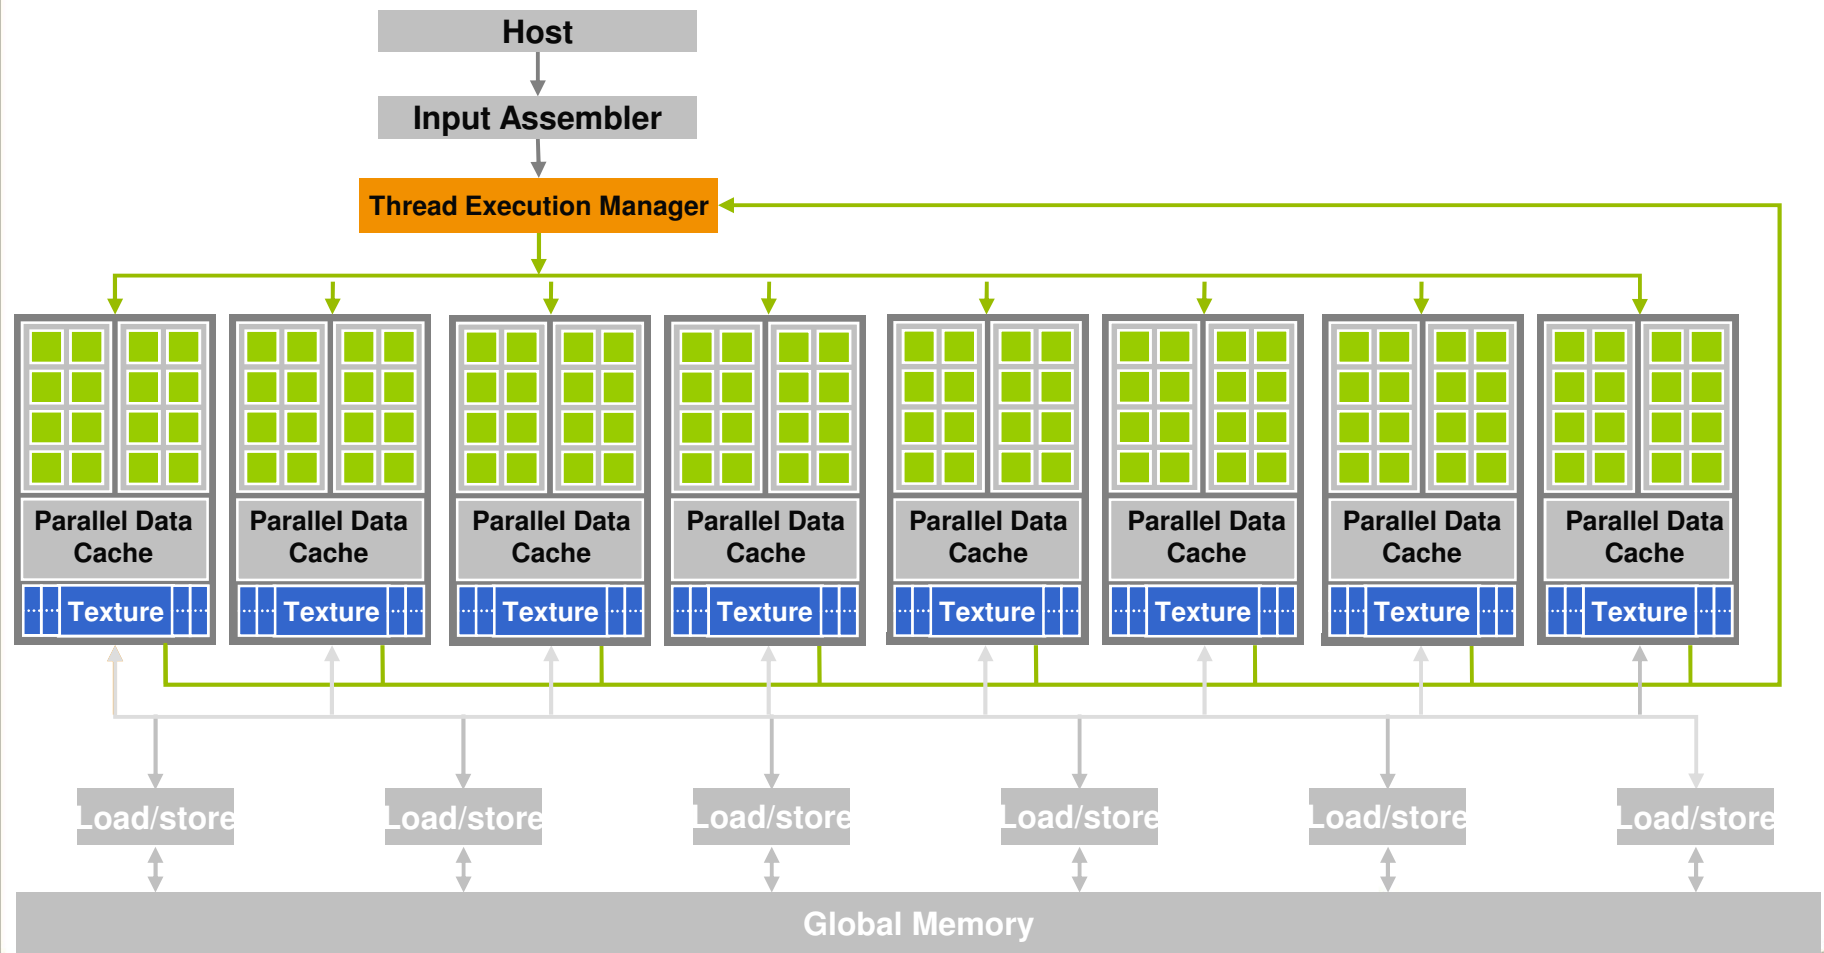 Host
Input Assembler
Thread Execution Manager
Parallel Data
Cache
Parallel Data
Cache
Parallel Data
Cache
Parallel Data
Cache
Parallel Data
Cache
Parallel Data
Cache
Parallel Data
Cache
Parallel Data
Cache
Texture
Texture
Texture
Texture
Texture
Texture
Texture
Texture
Load/store
Load/store
Load/store
Load/store
Load/store
Load/store
Global Memory